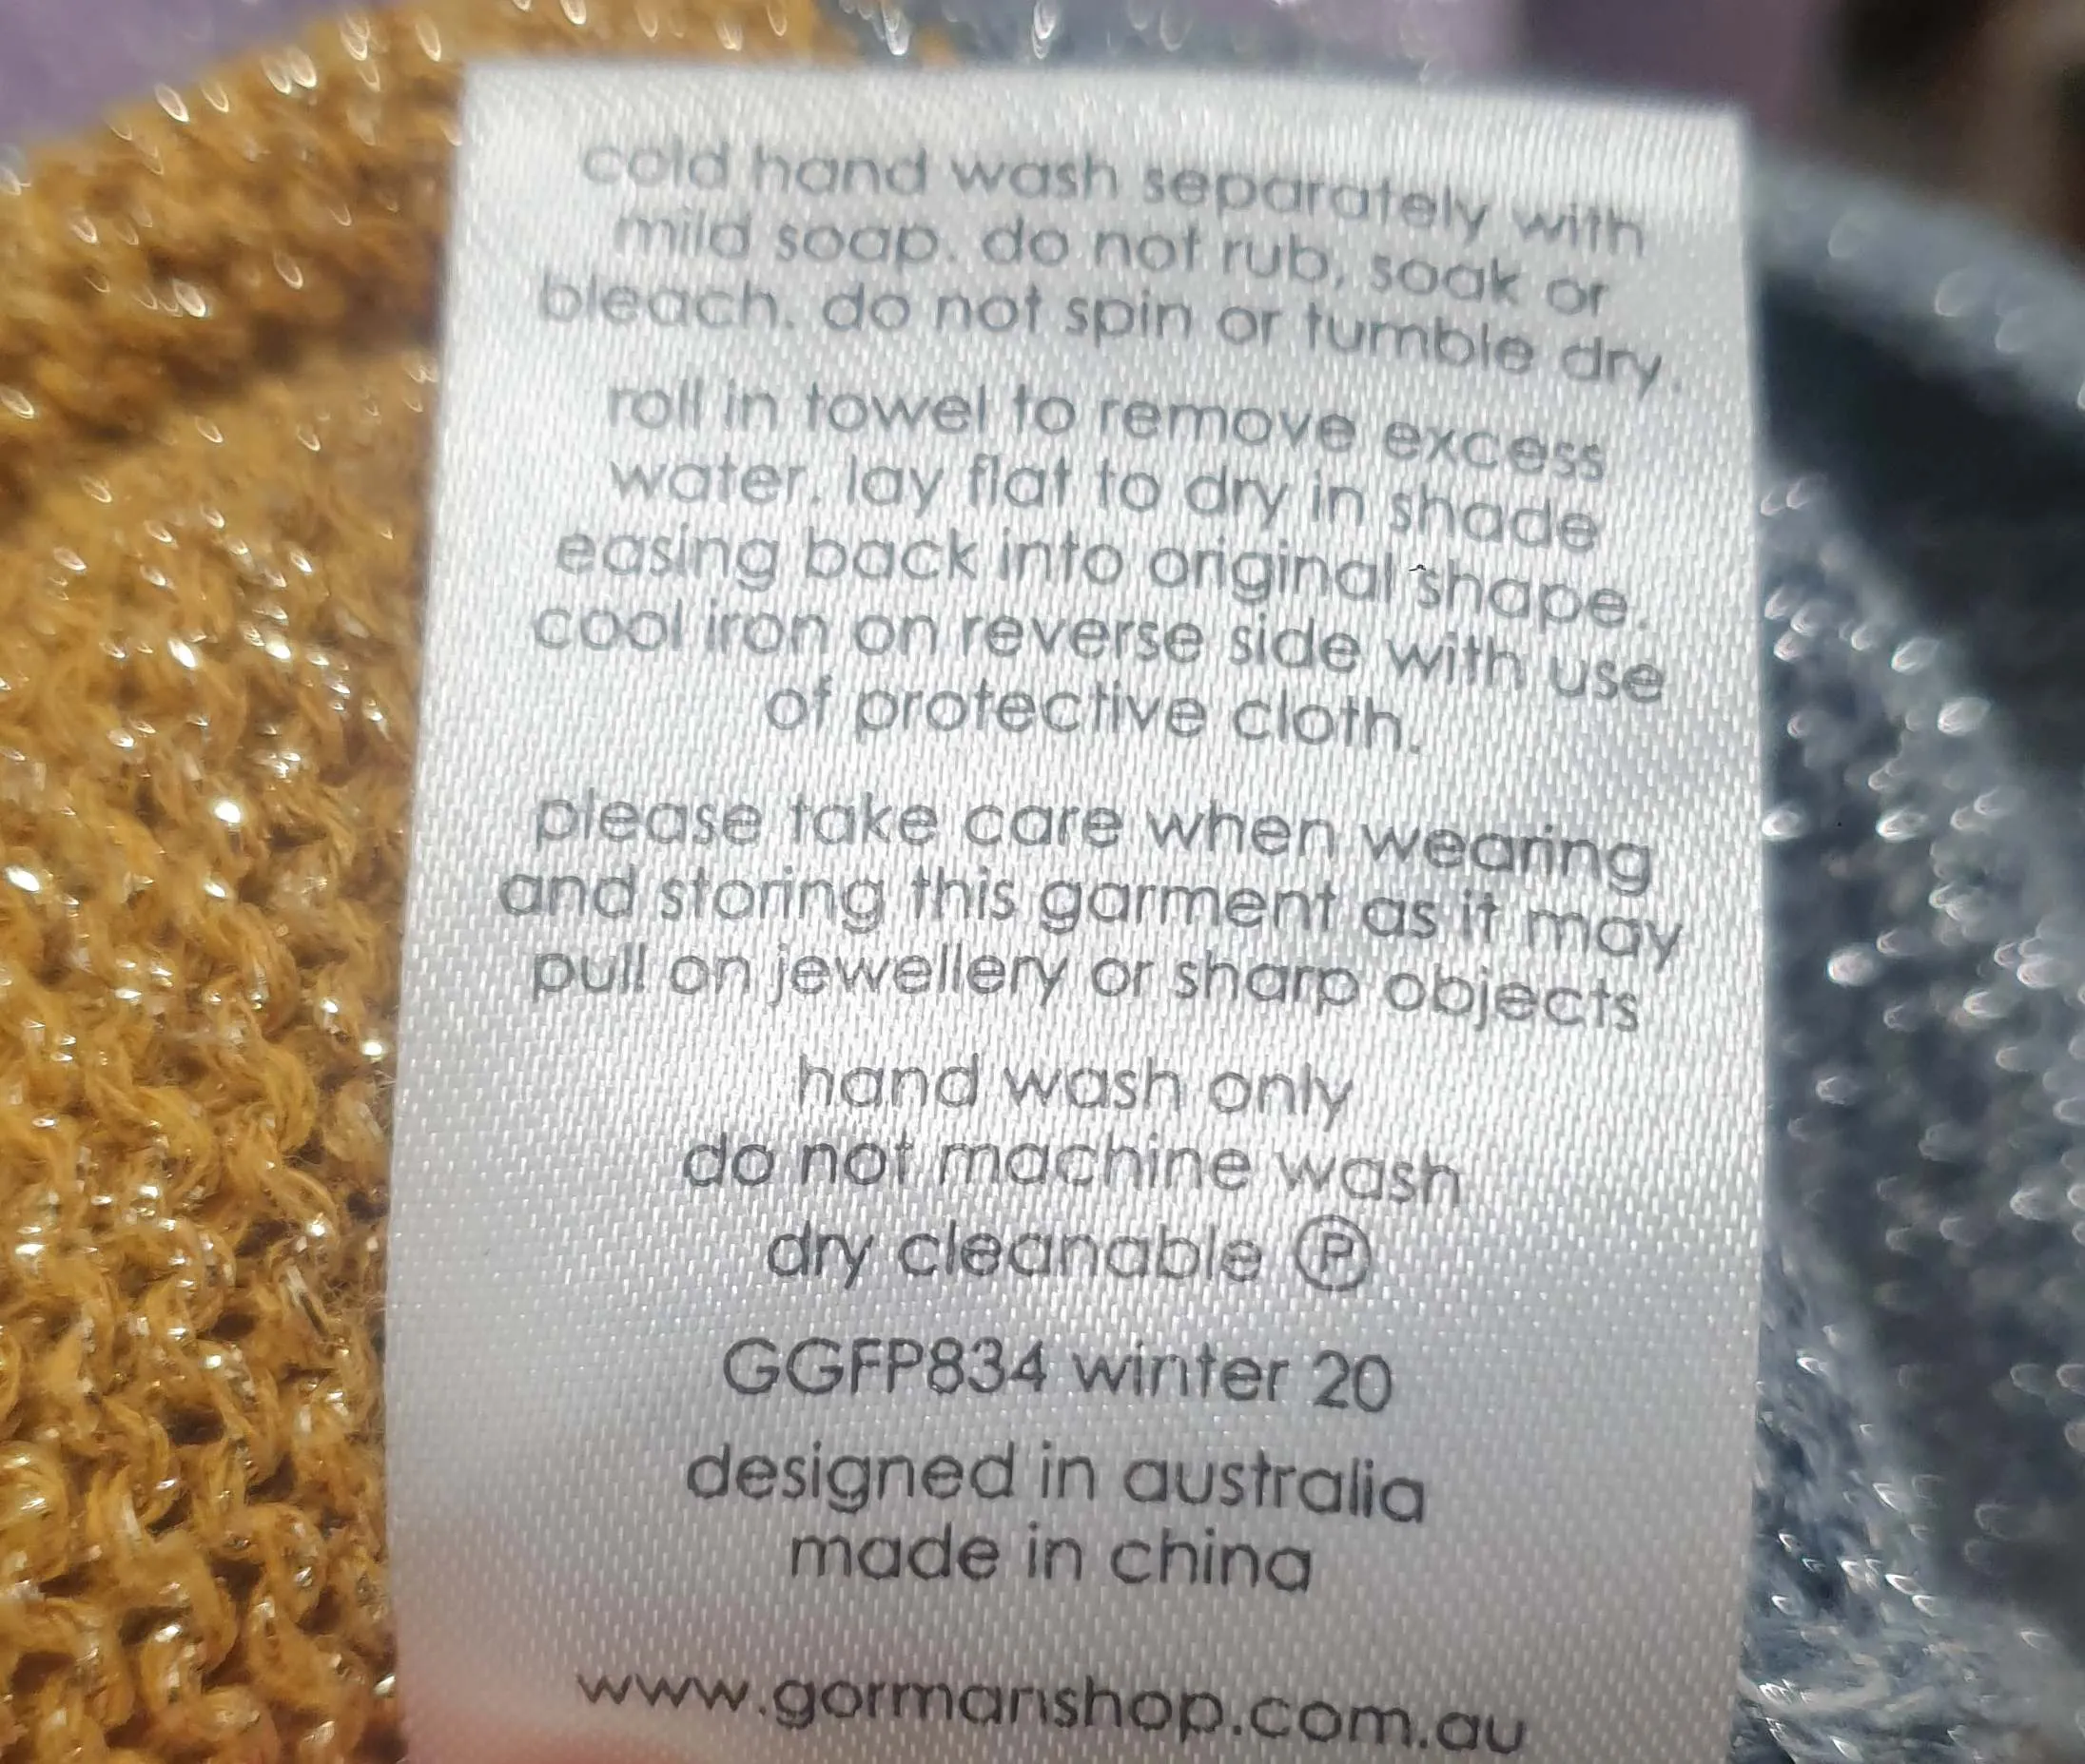 cold hand wash separately with
mild soap. do not rub, soak or
bleach. do not spin or tumble dry.
roll in towel to remove excess
water. lay flat to dry in shade
easing back into original shape.
cool iron on reverse side with use
of protective cloth.
please take care when wearing
and storing this garment as it may
pull on jewellery or sharp objects
hand wash only
do not machine wash
dry cleanable Ⓟ
GGFP834 winter 20
designed in australia
made in china
www.gormanshop.com.au